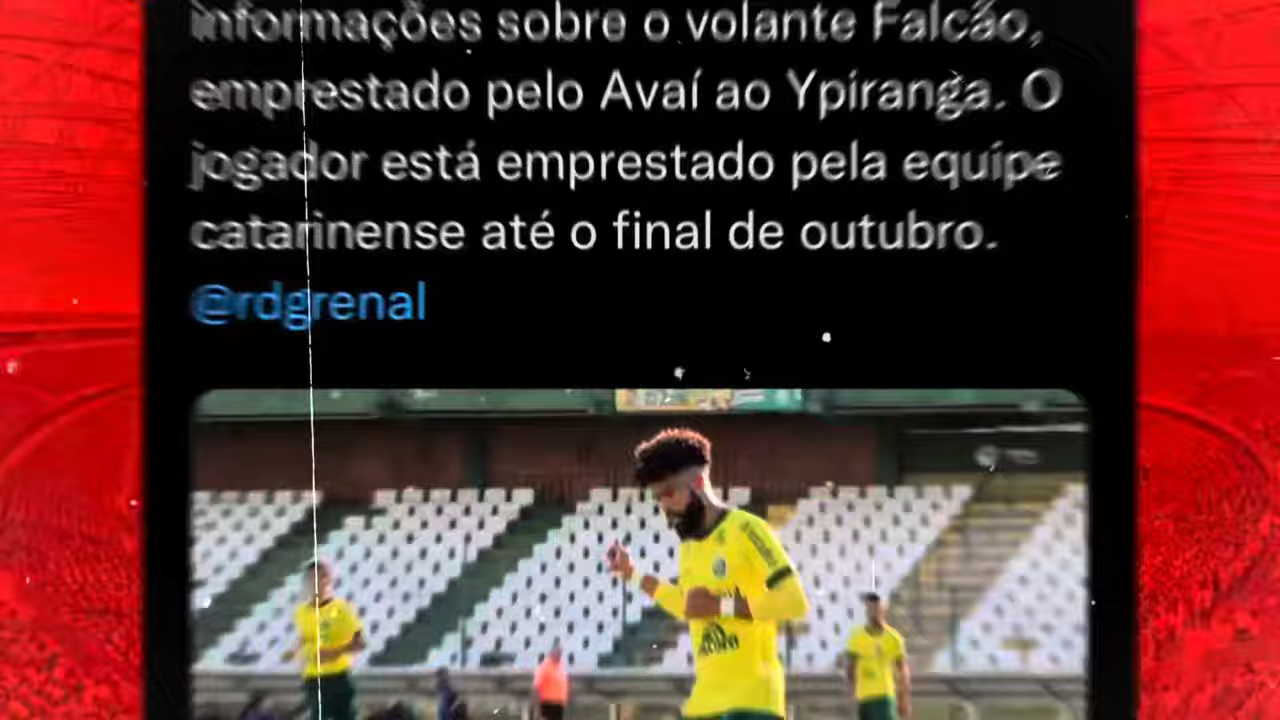 informações sobre o volante Falcão,
emprestado pelo Avaí ao Ypiranga. O
jogador está emprestado pela equipe
catarinense até o final de outubro.
@rdgrenal